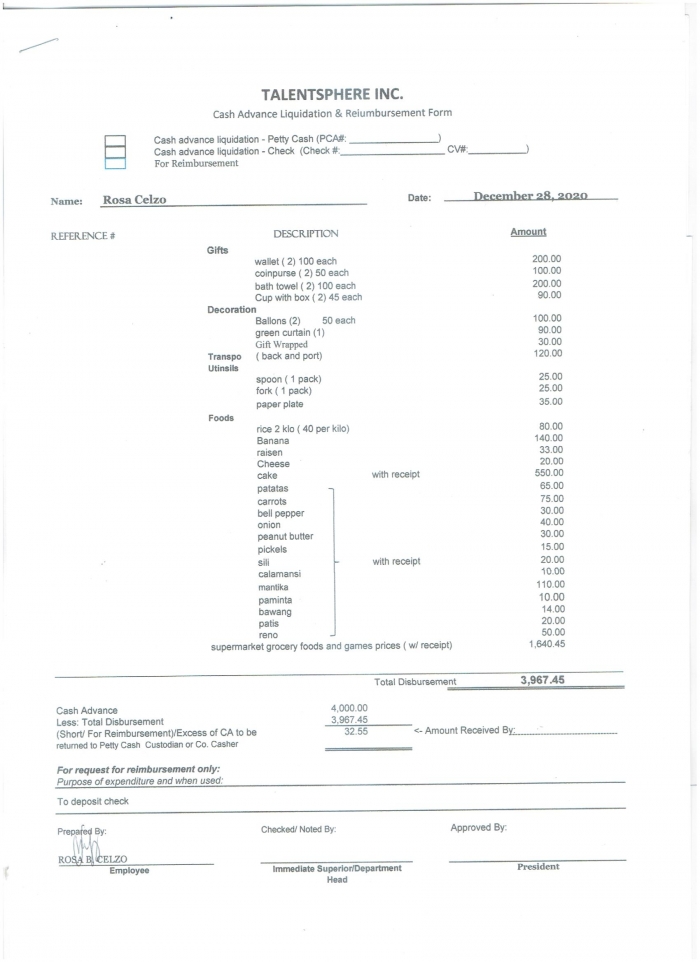 TALENTSPHERE INC.
Cash Advance Liquidation & Reiumbursement Form
Cash advance liquidation - Petty Cash (PCA#: )
Cash advance liquidation - Check (Check #: CV#: )
For Reimbursement
Name: Rosa Celzo Date: December 28, 2020
REFERENCE # DESCRIPTION Amount
Gifts
wallet ( 2) 100 each 200.00
coinpurse ( 2) 50 each 100.00
bath towel ( 2) 100 each 200.00
Cup with box ( 2) 45 each 90.00
Decoration
Ballons (2) 50 each 100.00
green curtain (1) 90.00
Gift Wrapped 30.00
Transpo ( back and port) 120.00
Utinsils
spoon ( 1 pack) 25.00
fork ( 1 pack) 25.00
paper plate 35.00
Foods
rice 2 klo ( 40 per kilo) 80.00
Banana 140.00
raisen 33.00
Cheese 20.00
cake with receipt 550.00
patatas 65.00
carrots 75.00
bell pepper 30.00
onion 40.00
peanut butter 30.00
pickels 15.00
sili with receipt 20.00
calamansi 10.00
mantika 110.00
paminta 10.00
bawang 14.00
patis 20.00
reno 50.00
supermarket grocery foods and games prices ( w/ receipt) 1,640.45
Total Disbursement 3,967.45
Cash Advance 4,000.00
Less: Total Disbursement 3,967.45
(Short/ For Reimbursement)/Excess of CA to be 32.55 <- Amount Received By:
returned to Petty Cash Custodian or Co. Casher
For request for reimbursement only:
Purpose of expenditure and when used:
To deposit check
Prepared By: Checked/ Noted By: Approved By:
ROSA B. CELZO
Employee Immediate Superior/Department President
Head